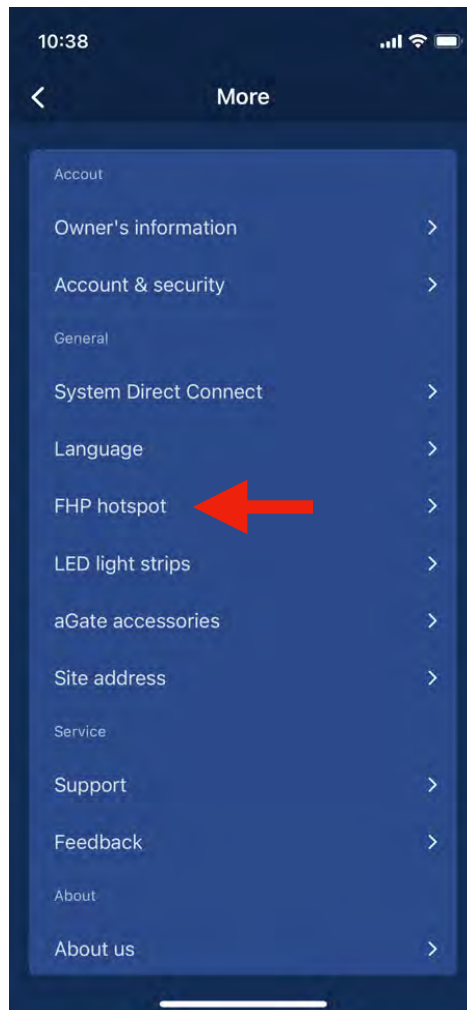 10:38
More
Accout
Owner's information
Account & security
General
System Direct Connect
Language
FHP hotspot
LED light strips
aGate accessories
Site address
Service
Support
Feedback
About
About us